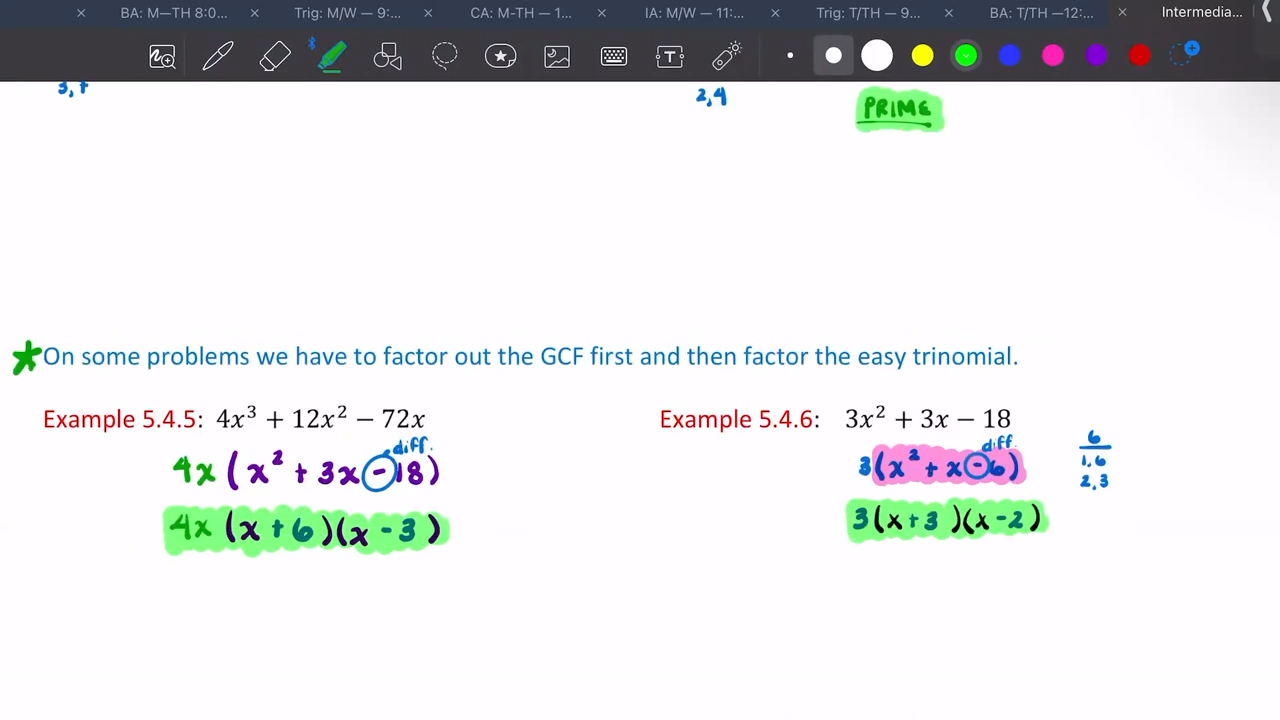 × BA: M—TH 8:0... × Trig: M/W — 9:... × CA: M-TH — 1... × IA: M/W — 11:... × Trig: T/TH — 9... × BA: T/TH —12:... × Intermedia...
2,4
PRIME
On some problems we have to factor out the GCF first and then factor the easy trinomial.
Example 5.4.5: 4x³ + 12x² − 72x
diff.
4x (x² + 3x − 18)
4x (x + 6)(x − 3)
Example 5.4.6: 3x² + 3x − 18
diff.
3(x² + x − 6)
3(x + 3)(x − 2)
6
1,6
2,3